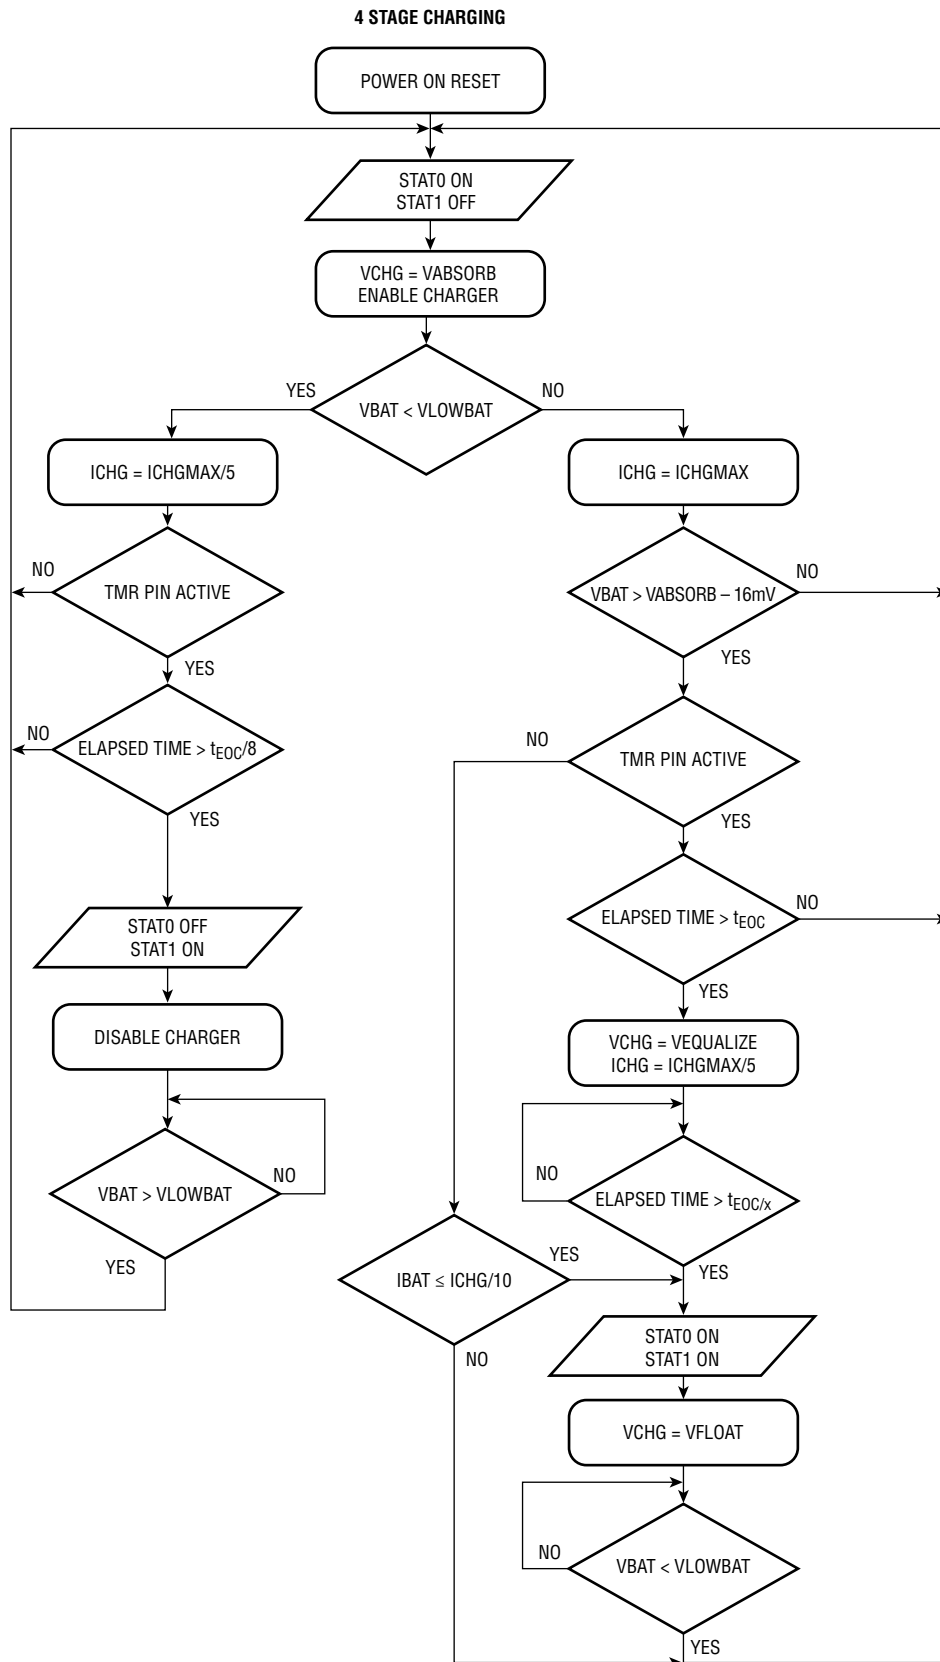 4 STAGE CHARGING
POWER ON RESET
STAT0 ON
STAT1 OFF
VCHG = VABSORB
ENABLE CHARGER
YES
VBAT < VLOWBAT
NO
ICHG = ICHGMAX/5
ICHG = ICHGMAX
NO
TMR PIN ACTIVE
YES
VBAT > VABSORB – 16mV
NO
YES
NO
ELAPSED TIME > tEOC/8
YES
NO
TMR PIN ACTIVE
YES
ELAPSED TIME > tEOC
NO
YES
STAT0 OFF
STAT1 ON
DISABLE CHARGER
VCHG = VEQUALIZE
ICHG = ICHGMAX/5
VBAT > VLOWBAT
NO
YES
NO
ELAPSED TIME > tEOC/x
YES
IBAT ≤ ICHG/10
YES
NO
STAT0 ON
STAT1 ON
VCHG = VFLOAT
NO
VBAT < VLOWBAT
YES